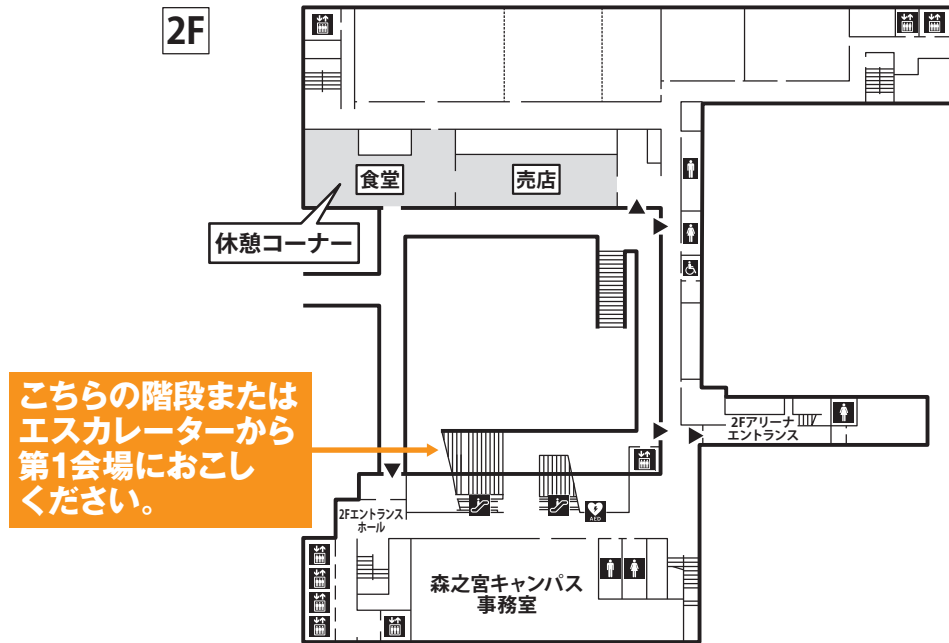 2F
食堂
売店
休憩コーナー
こちらの階段または
エスカレーターから
第1会場におこし
ください。
2Fアリーナ
エントランス
2Fエントランス
ホール
AED
森之宮キャンパス
事務室